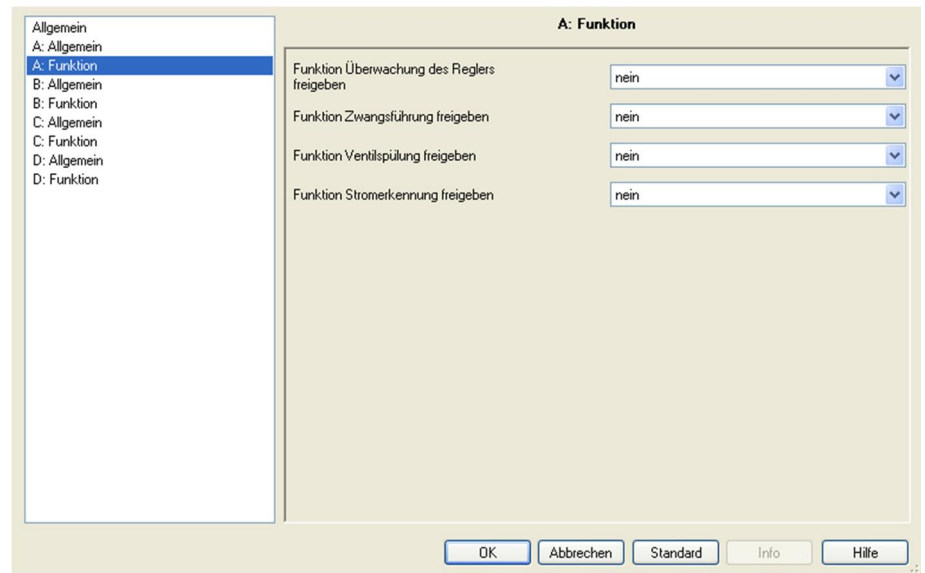 A: Funktion
Allgemein
A: Allgemein
A: Funktion
B: Allgemein
B: Funktion
C: Allgemein
C: Funktion
D: Allgemein
D: Funktion
Funktion Überwachung des Reglers
freigeben
nein
Funktion Zwangsführung freigeben
nein
Funktion Ventilspülung freigeben
nein
Funktion Stromerkennung freigeben
nein
OK Abbrechen Standard Info Hilfe